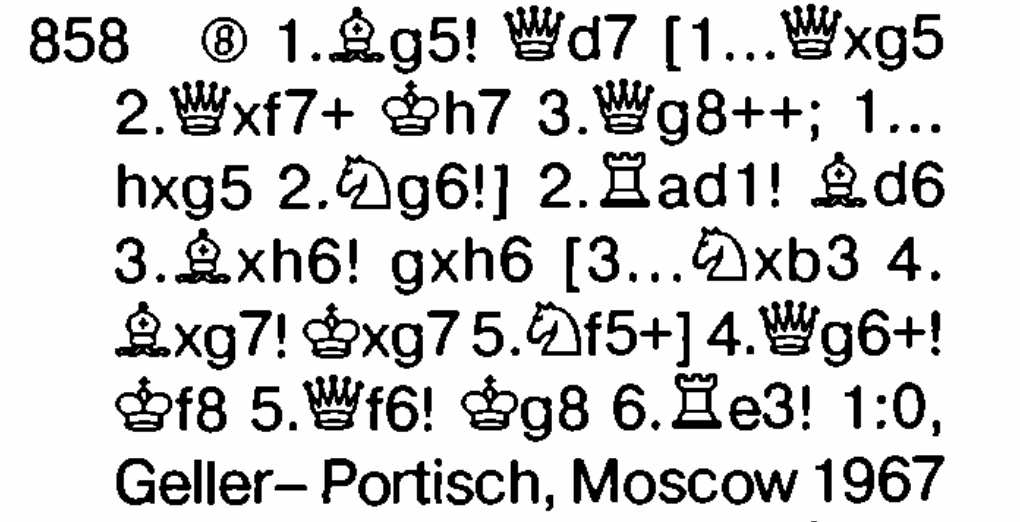 858 ⑧ 1.♗g5! ♕d7 [1...♕xg5
2.♕xf7+ ♔h7 3.♕g8++; 1...
hxg5 2.♘g6!] 2.♖ad1! ♗d6
3.♗xh6! gxh6 [3...♘xb3 4.
♗xg7! ♔xg7 5.♘f5+] 4.♕g6+!
♔f8 5.♕f6! ♔g8 6.♖e3! 1:0,
Geller– Portisch, Moscow 1967